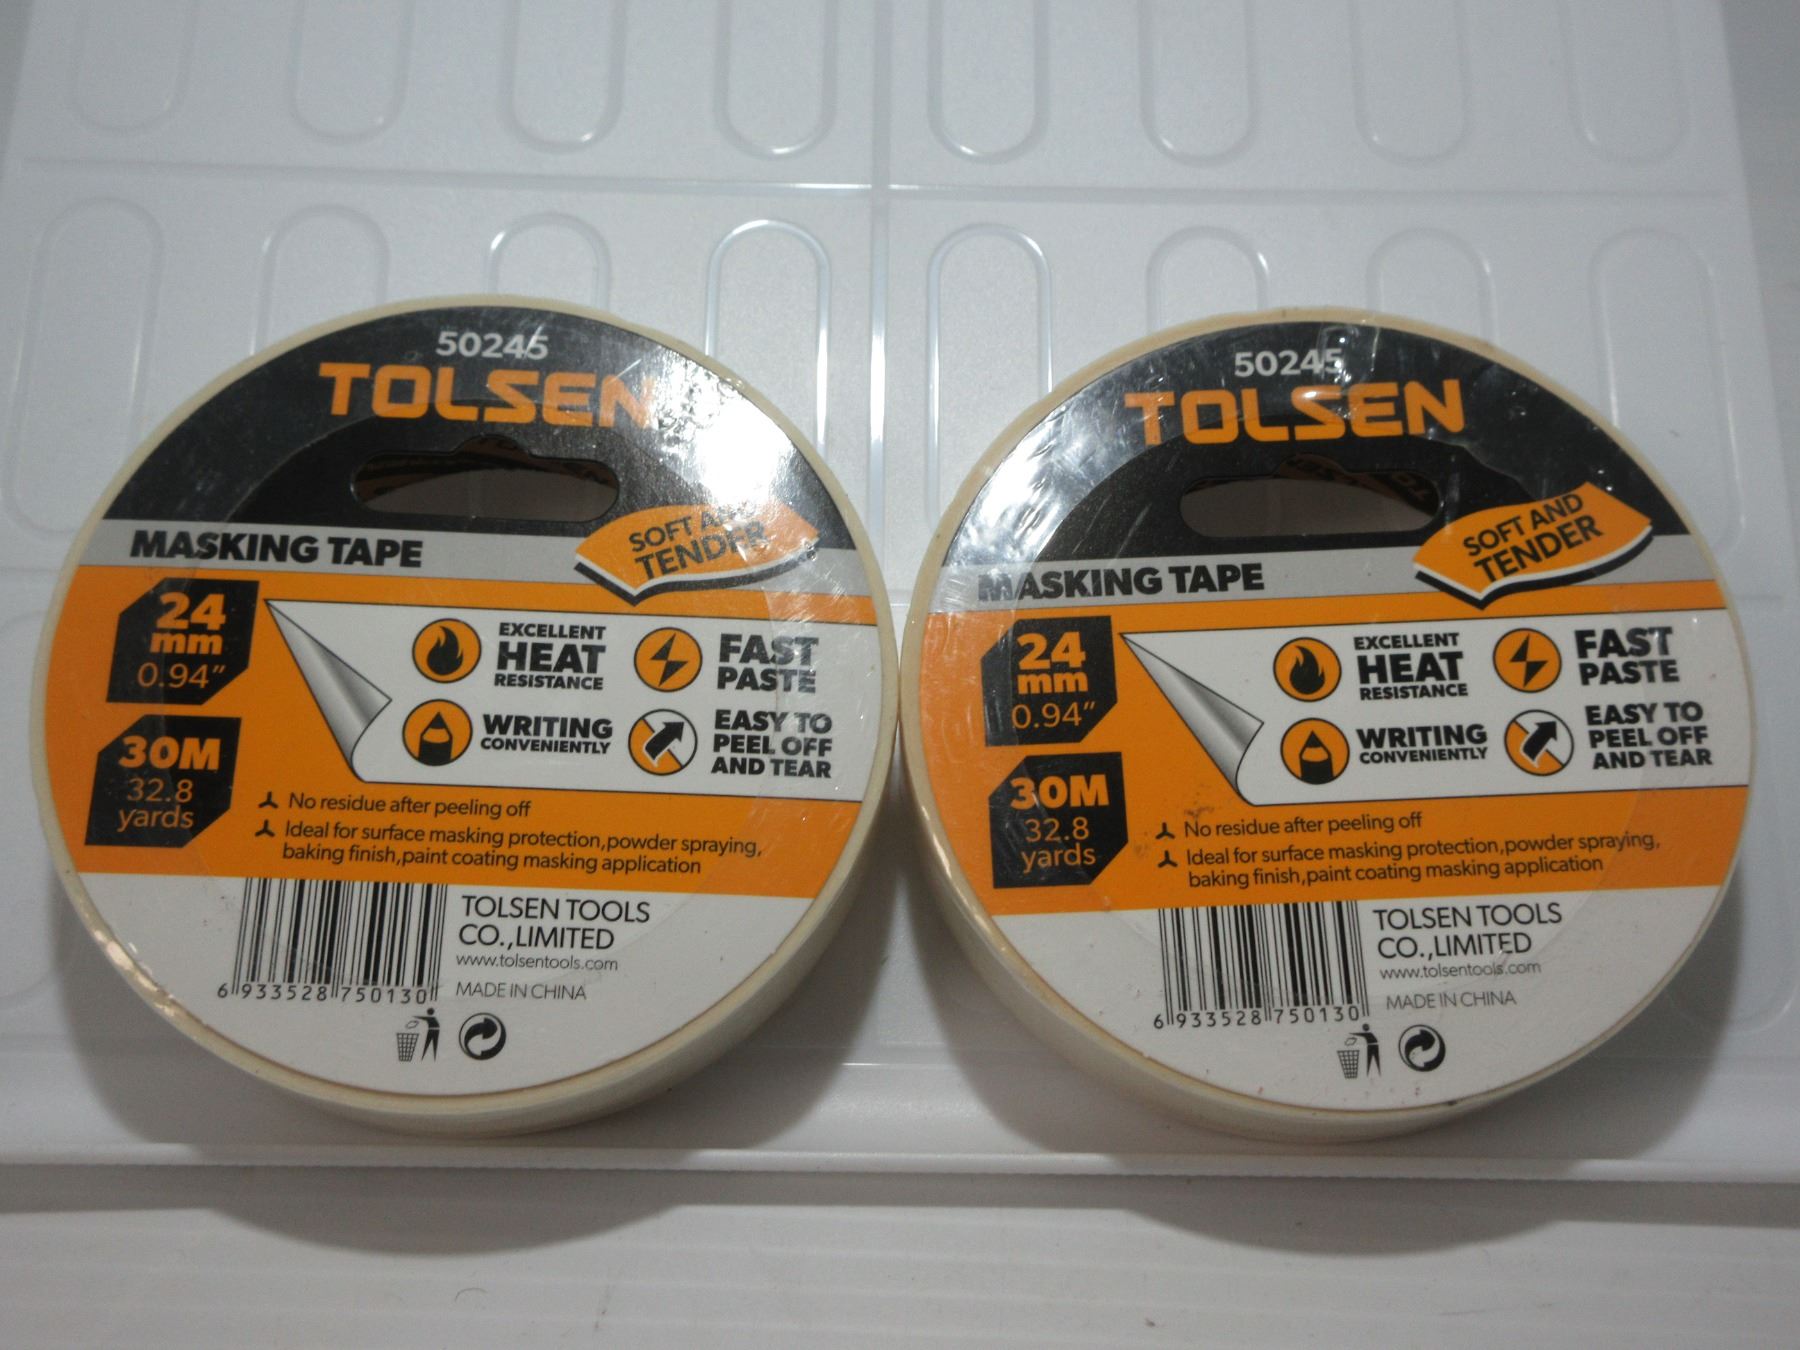 50245
TOLSEN
MASKING TAPE
SOFT AND
TENDER
24
mm
0.94”
30M
32.8
yards
EXCELLENT
HEAT
RESISTANCE
FAST
PASTE
WRITING
CONVENIENTLY
EASY TO
PEEL OFF
AND TEAR
No residue after peeling off
Ideal for surface masking protection,powder spraying,
baking finish,paint coating masking application
TOLSEN TOOLS
CO.,LIMITED
www.tolsentools.com
MADE IN CHINA
6 933528 750130
50245
TOLSEN
MASKING TAPE
SOFT AND
TENDER
24
mm
0.94”
30M
32.8
yards
EXCELLENT
HEAT
RESISTANCE
FAST
PASTE
WRITING
CONVENIENTLY
EASY TO
PEEL OFF
AND TEAR
No residue after peeling off
Ideal for surface masking protection,powder spraying,
baking finish,paint coating masking application
TOLSEN TOOLS
CO.,LIMITED
www.tolsentools.com
MADE IN CHINA
6 933528 750130